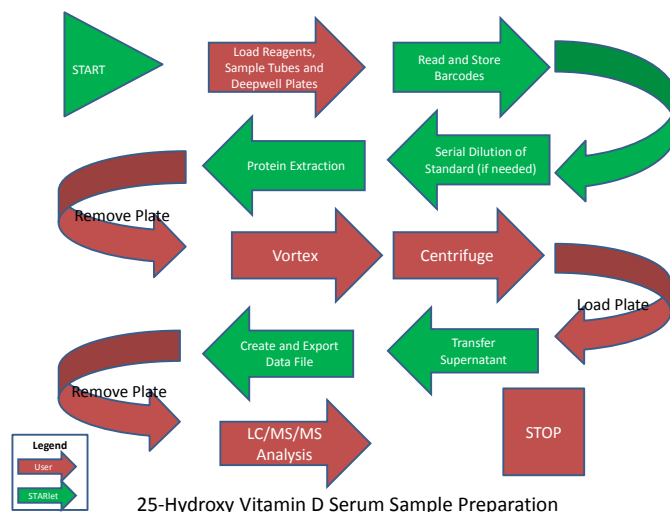 START
Load Reagents,
Sample Tubes and
Deepwell Plates
Read and Store
Barcodes
Serial Dilution of
Standard (if needed)
Protein Extraction
Remove Plate
Vortex
Centrifuge
Load Plate
Transfer
Supernatant
Create and Export
Data File
Remove Plate
LC/MS/MS
Analysis
STOP
Legend
User
STARlet
25-Hydroxy Vitamin D Serum Sample Preparation